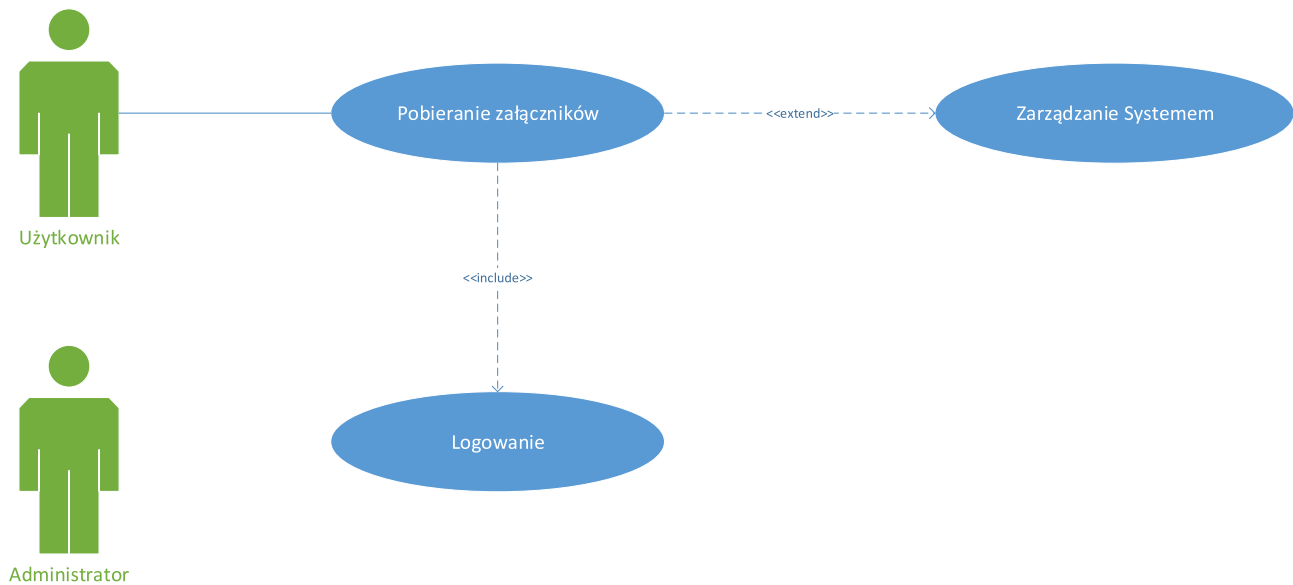 Pobieranie załączników
<<extend>>
Zarządzanie Systemem
Użytkownik
<<include>>
Logowanie
Administrator